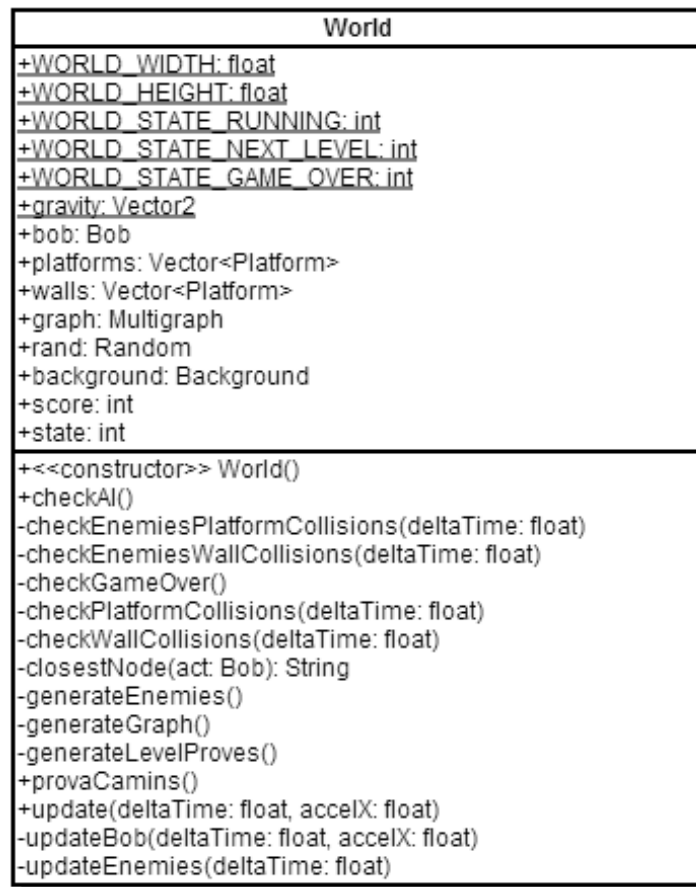 World
+WORLD_WIDTH: float
+WORLD_HEIGHT: float
+WORLD_STATE_RUNNING: int
+WORLD_STATE_NEXT_LEVEL: int
+WORLD_STATE_GAME_OVER: int
+gravity: Vector2
+bob: Bob
+platforms: Vector<Platform>
+walls: Vector<Platform>
+graph: Multigraph
+rand: Random
+background: Background
+score: int
+state: int
+<<constructor>> World()
+checkAI()
-checkEnemiesPlatformCollisions(deltaTime: float)
-checkEnemiesWallCollisions(deltaTime: float)
-checkGameOver()
-checkPlatformCollisions(deltaTime: float)
-checkWallCollisions(deltaTime: float)
-closestNode(act: Bob): String
-generateEnemies()
-generateGraph()
-generateLevelProves()
+provaCamins()
+update(deltaTime: float, accelX: float)
-updateBob(deltaTime: float, accelX: float)
-updateEnemies(deltaTime: float)